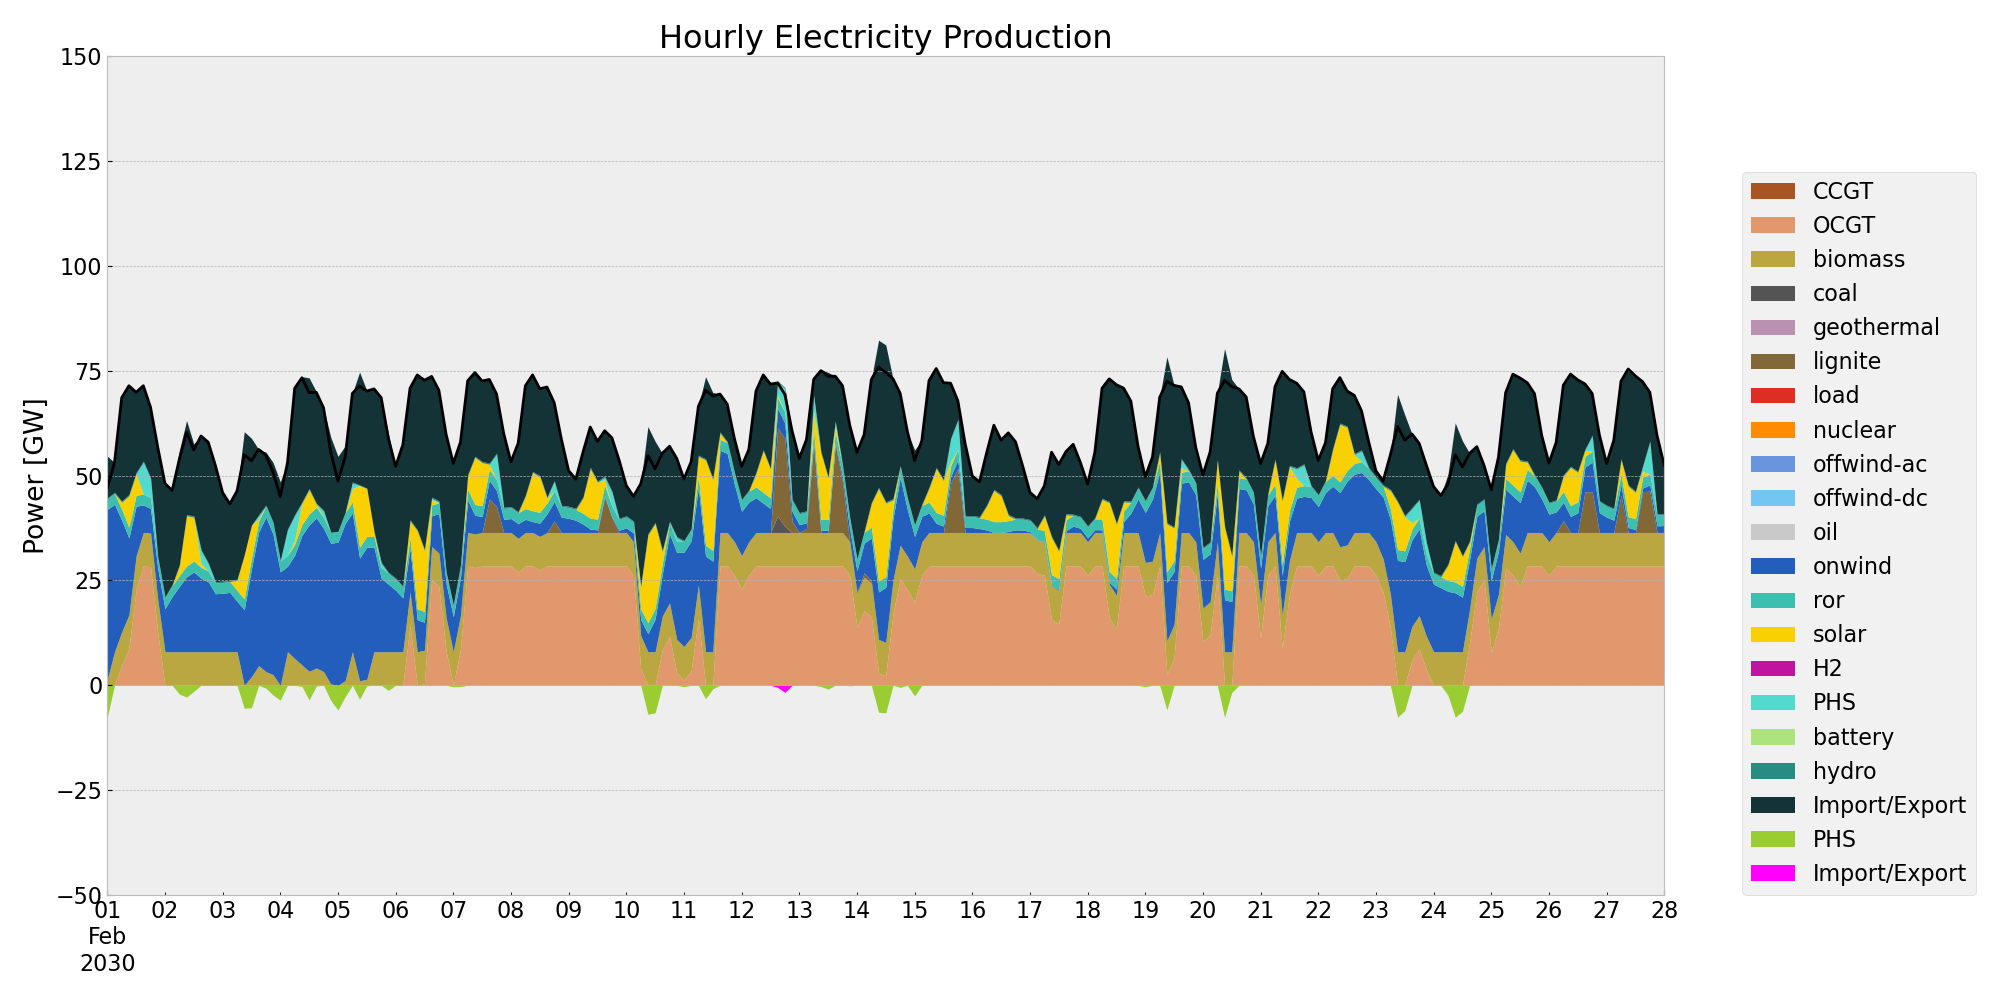 Hourly Electricity Production
Power [GW]
150
125
100
75
50
25
0
−25
−50
01 02 03 04 05 06 07 08 09 10 11 12 13 14 15 16 17 18 19 20 21 22 23 24 25 26 27 28
Feb
2030
CCGT
OCGT
biomass
coal
geothermal
lignite
load
nuclear
offwind-ac
offwind-dc
oil
onwind
ror
solar
H2
PHS
battery
hydro
Import/Export
PHS
Import/Export